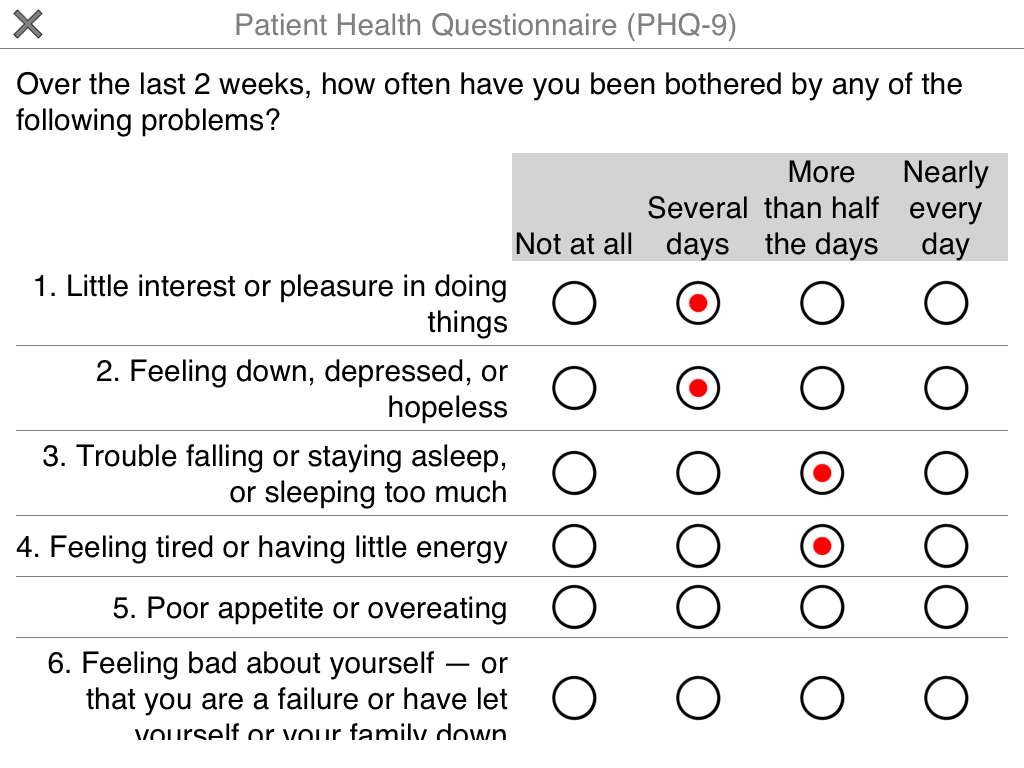 Patient Health Questionnaire (PHQ-9)
Over the last 2 weeks, how often have you been bothered by any of the
following problems?
Not at all
Several
days
More
than half
the days
Nearly
every
day
1. Little interest or pleasure in doing
things
2. Feeling down, depressed, or
hopeless
3. Trouble falling or staying asleep,
or sleeping too much
4. Feeling tired or having little energy
5. Poor appetite or overeating
6. Feeling bad about yourself — or
that you are a failure or have let
yourself or your family down